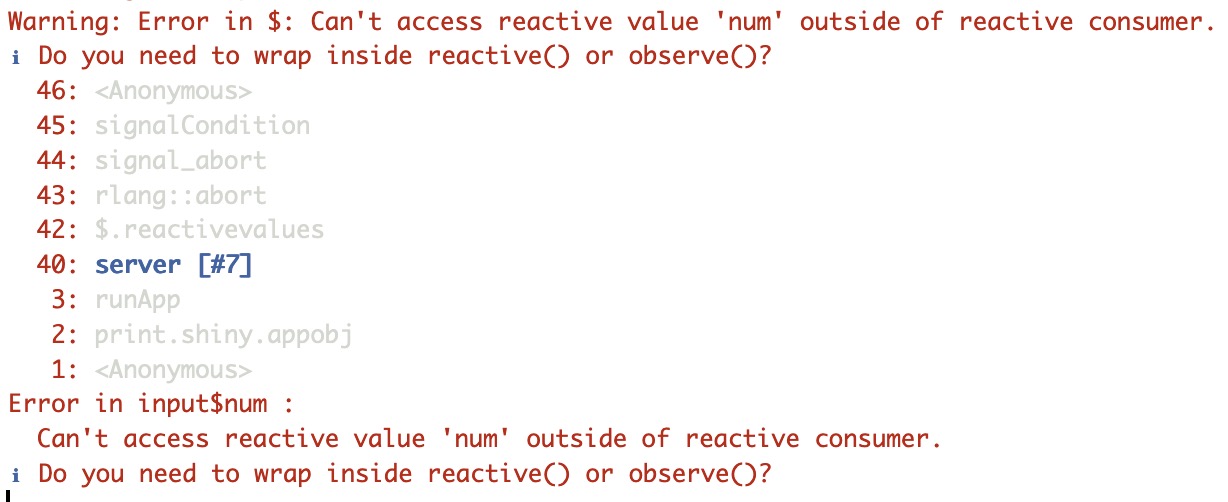 Warning: Error in $: Can't access reactive value 'num' outside of reactive consumer.
i Do you need to wrap inside reactive() or observe()?
46: <Anonymous>
45: signalCondition
44: signal_abort
43: rlang::abort
42: $.reactivevalues
40: server [#7]
3: runApp
2: print.shiny.appobj
1: <Anonymous>
Error in input$num :
Can't access reactive value 'num' outside of reactive consumer.
i Do you need to wrap inside reactive() or observe()?